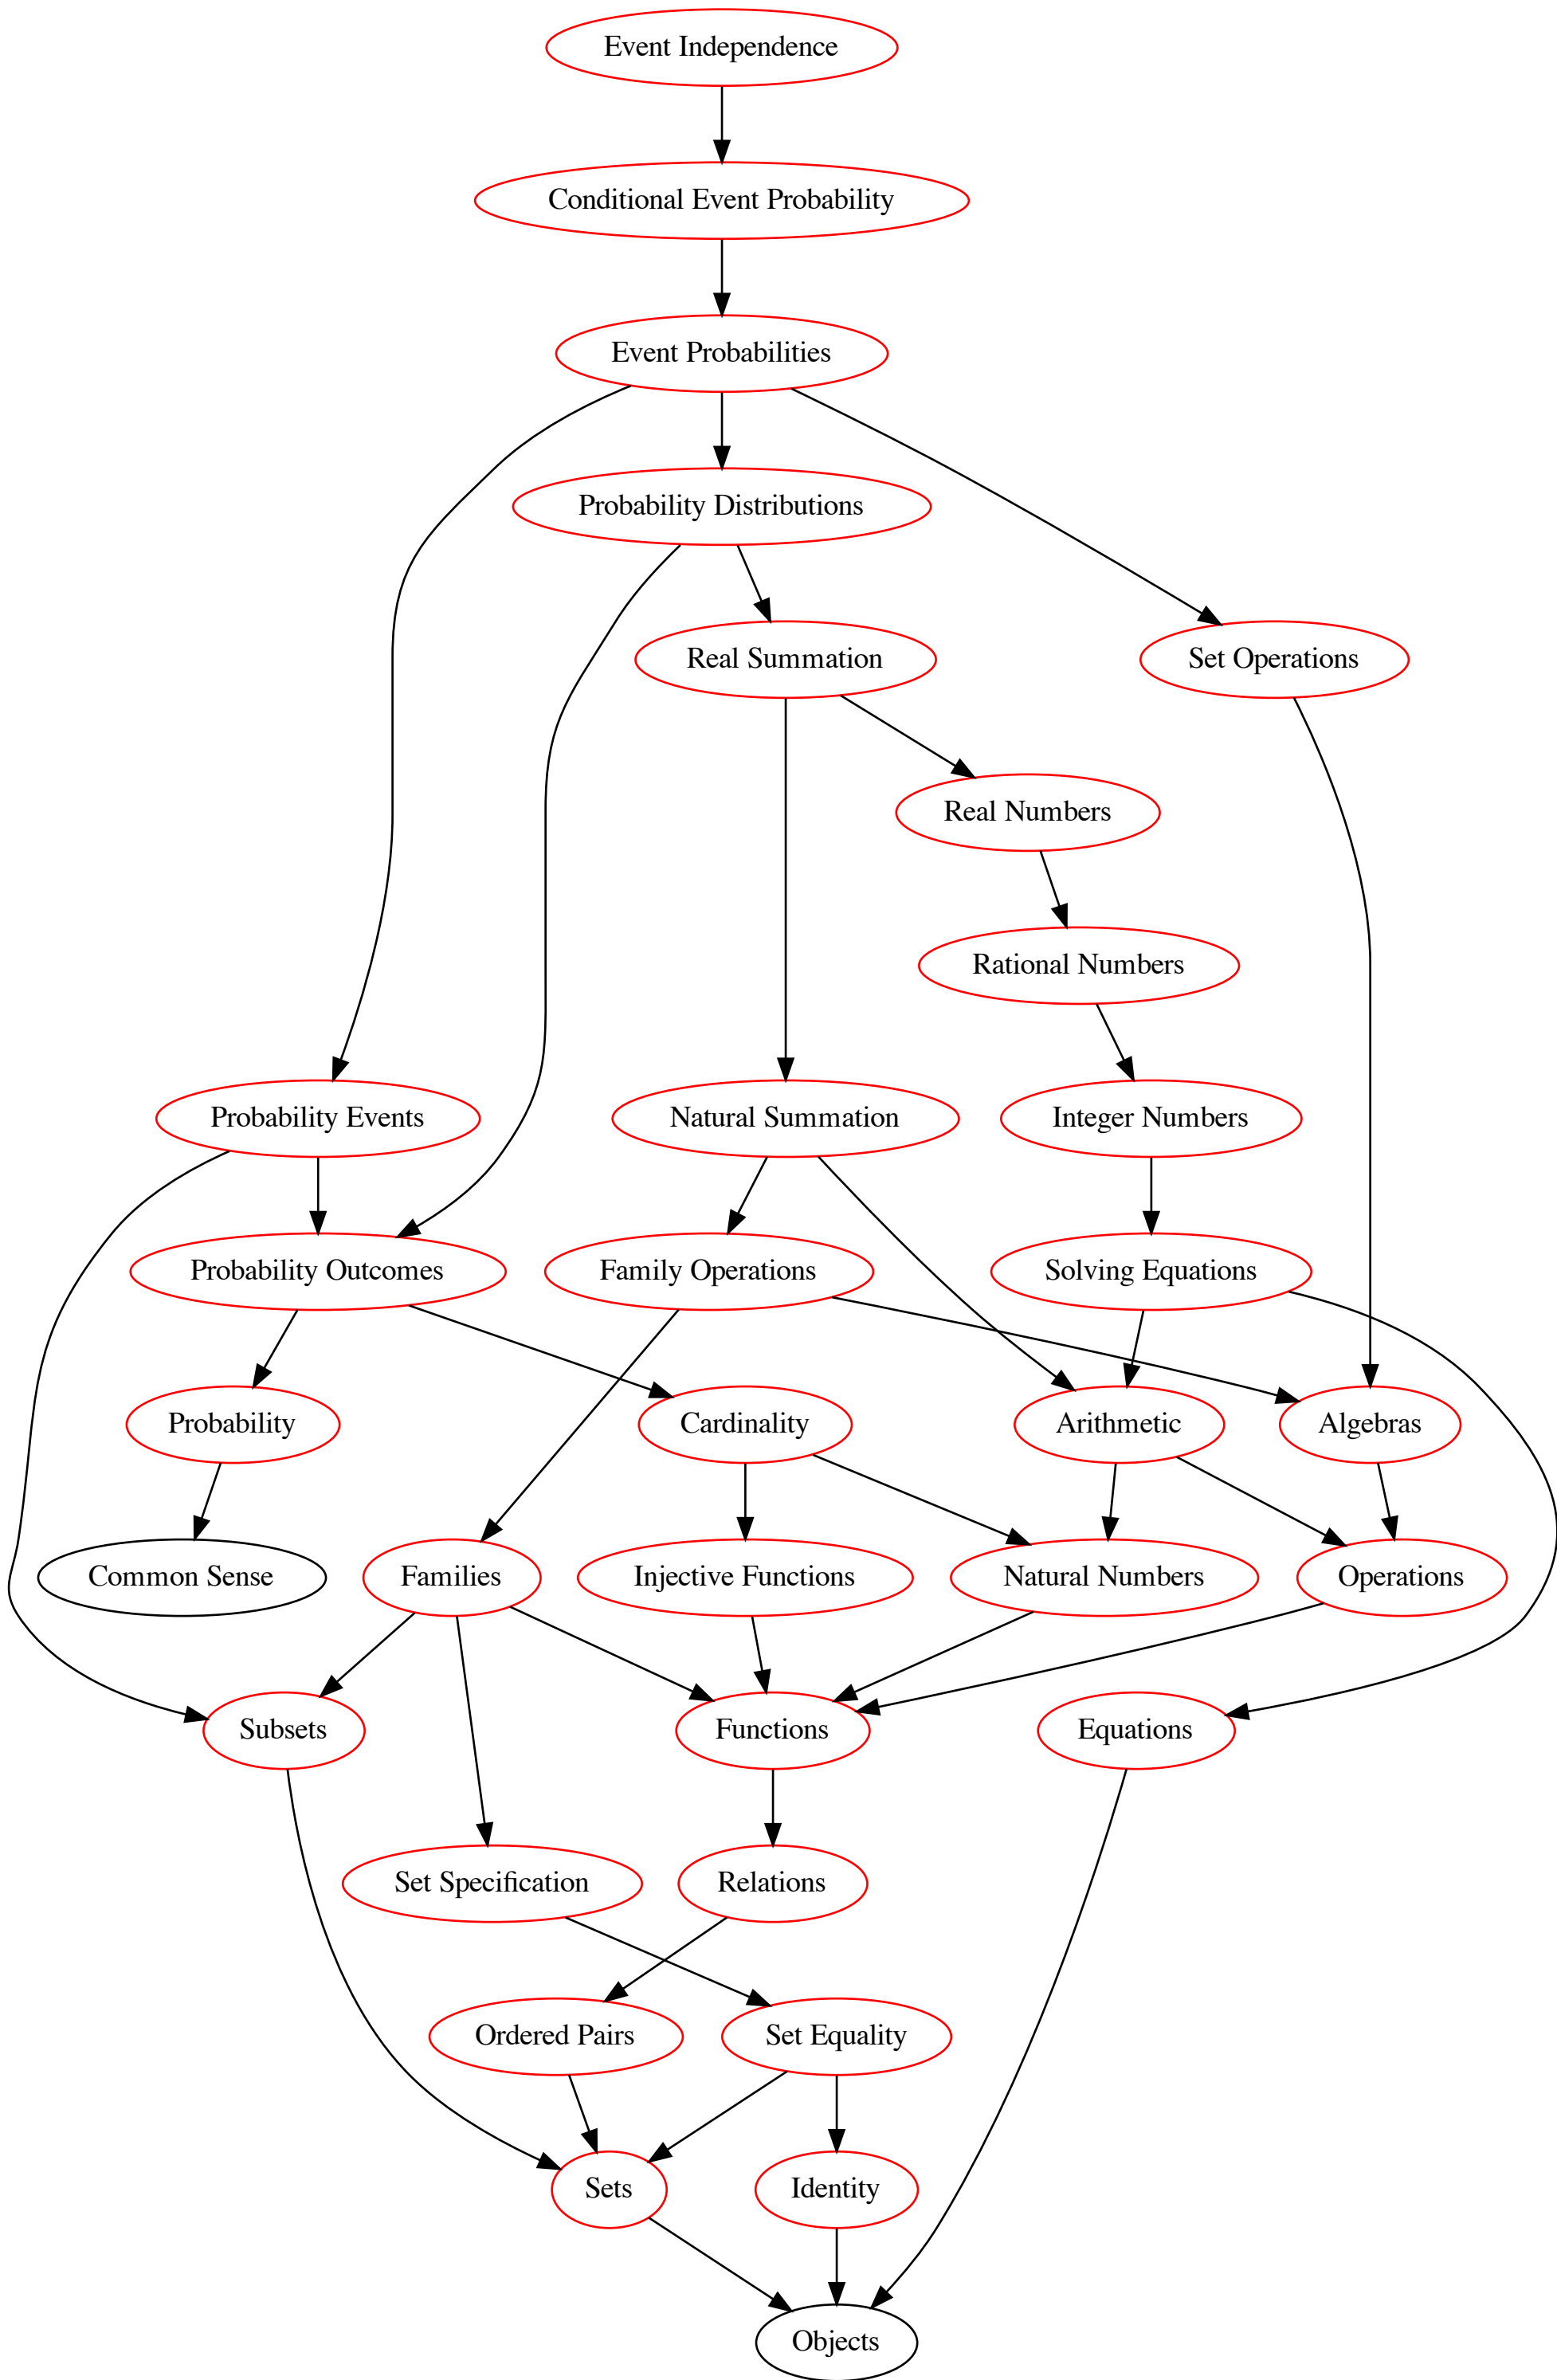 Event Independence
Conditional Event Probability
Event Probabilities
Probability Distributions
Real Summation
Set Operations
Real Numbers
Rational Numbers
Probability Events
Natural Summation
Integer Numbers
Probability Outcomes
Family Operations
Solving Equations
Probability
Cardinality
Arithmetic
Algebras
Common Sense
Families
Injective Functions
Natural Numbers
Operations
Subsets
Functions
Equations
Set Specification
Relations
Ordered Pairs
Set Equality
Sets
Identity
Objects